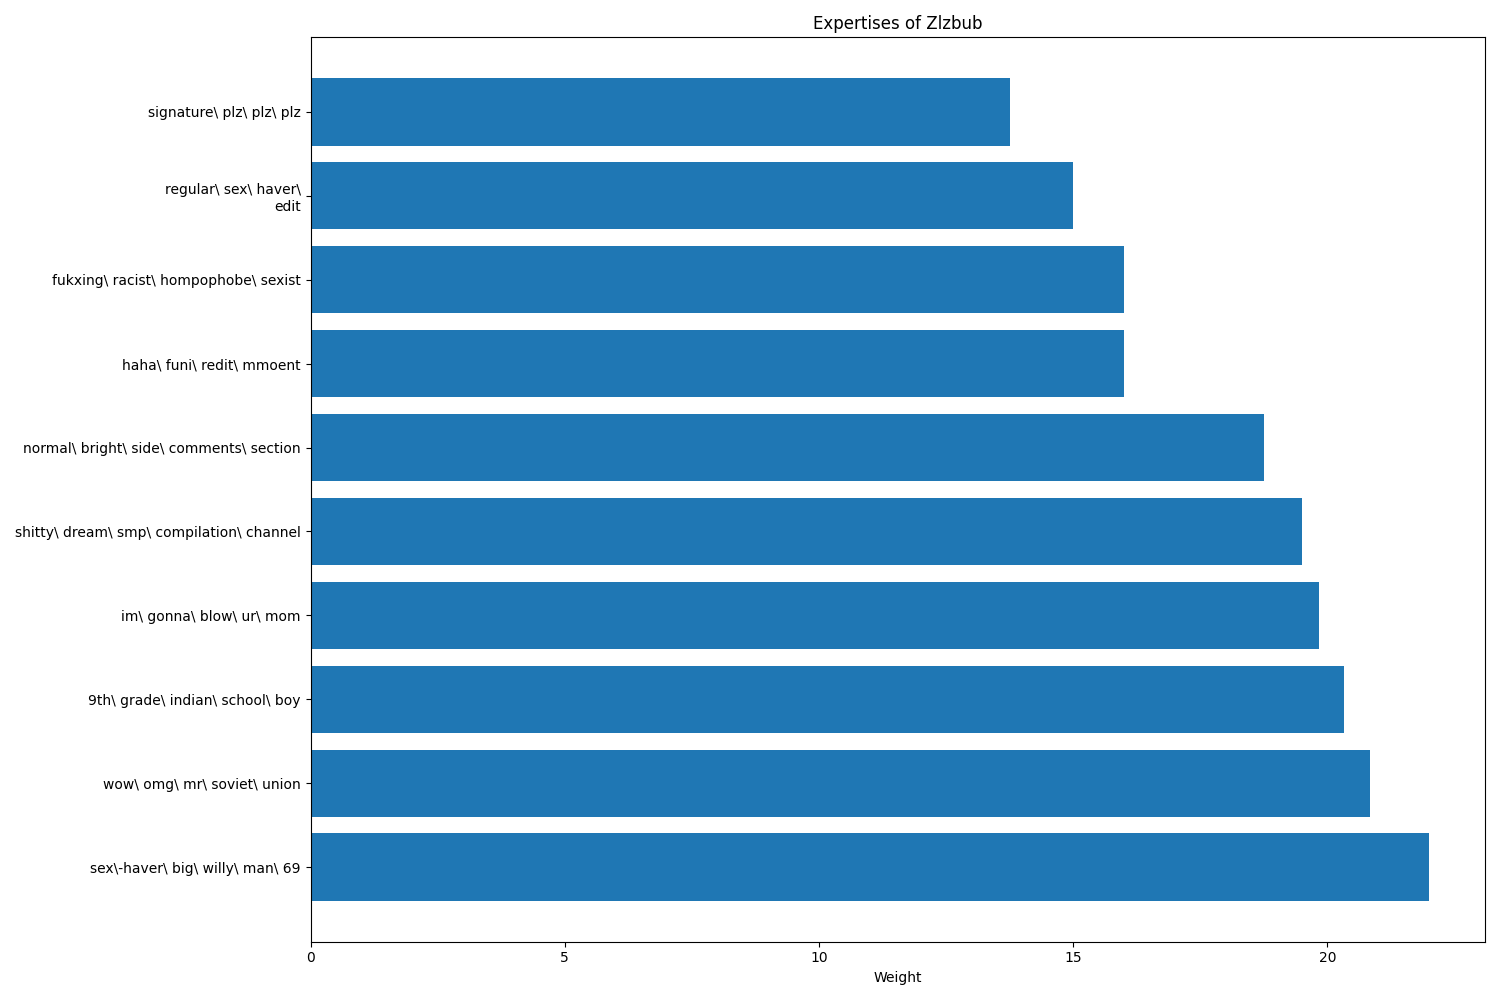 Expertises of Zlzbub
signature\ plz\ plz\ plz
regular\ sex\ haver\
edit
fukxing\ racist\ hompophobe\ sexist
haha\ funi\ redit\ mmoent
normal\ bright\ side\ comments\ section
shitty\ dream\ smp\ compilation\ channel
im\ gonna\ blow\ ur\ mom
9th\ grade\ indian\ school\ boy
wow\ omg\ mr\ soviet\ union
sex\-haver\ big\ willy\ man\ 69
0 5 10 15 20
Weight